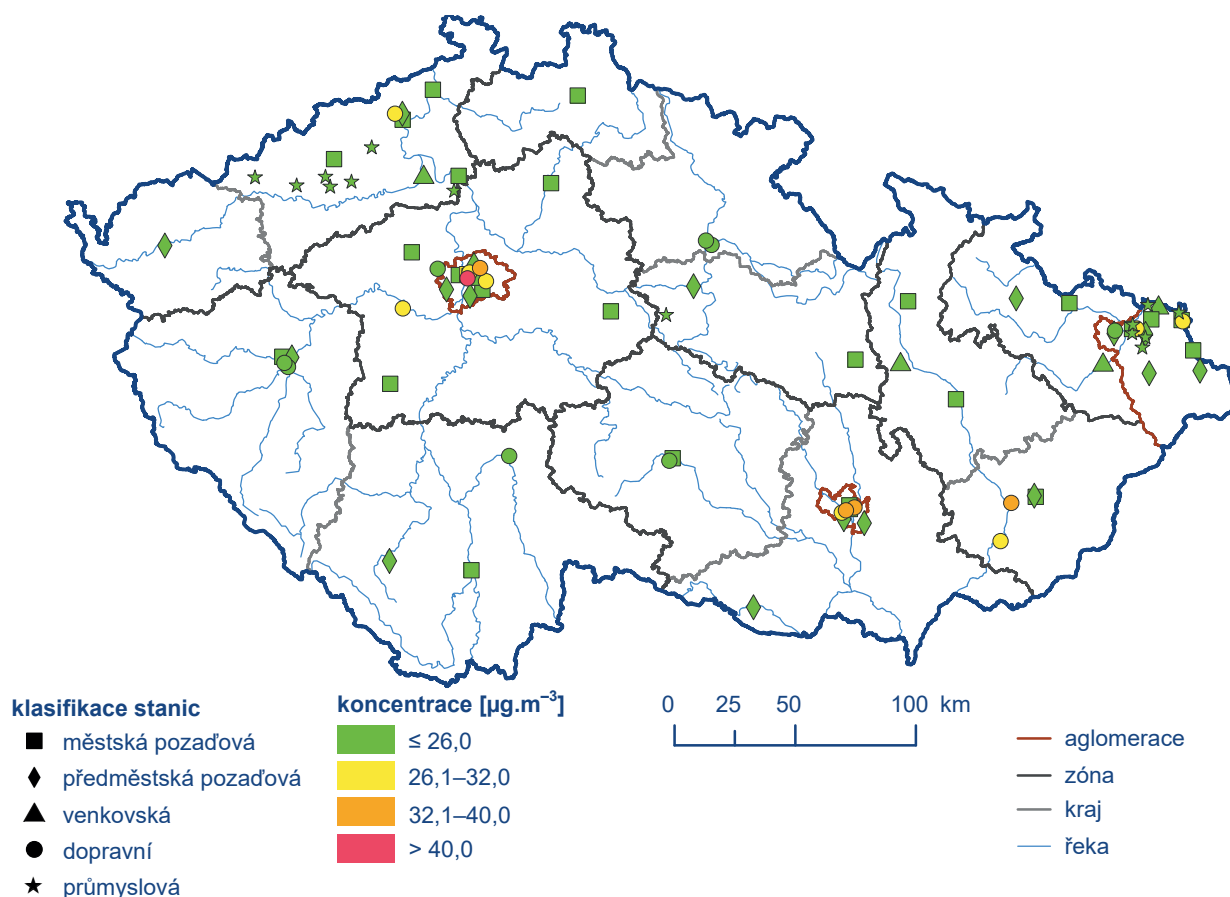 klasifikace stanic
městská pozaďová
předměstská pozaďová
venkovská
dopravní
průmyslová
koncentrace [µg.m⁻³]
≤ 26,0
26,1–32,0
32,1–40,0
> 40,0
0 25 50 100 km
aglomerace
zóna
kraj
řeka